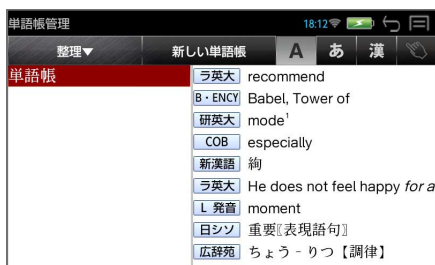 単語帳管理 18:12
整理▼ 新しい単語帳 A あ 漢
単語帳
ラ英大 recommend
B・ENCY Babel, Tower of
研英大 mode¹
COB especially
新漢語 絢
ラ英大 He does not feel happy for a
L 発音 moment
日シソ 重要〖表現語句〗
広辞苑 ちょう‐りつ【調律】